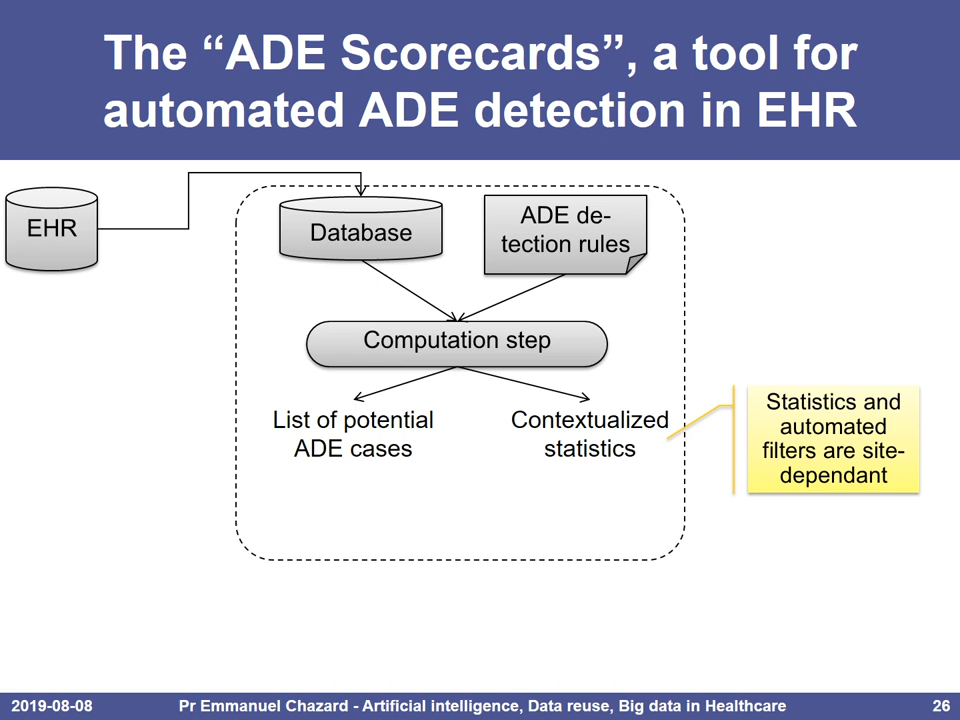 The “ADE Scorecards”, a tool for
automated ADE detection in EHR
EHR
Database
ADE de-
tection rules
Computation step
List of potential
ADE cases
Contextualized
statistics
Statistics and
automated
filters are site-
dependant
2019-08-08
Pr Emmanuel Chazard - Artificial intelligence, Data reuse, Big data in Healthcare
26